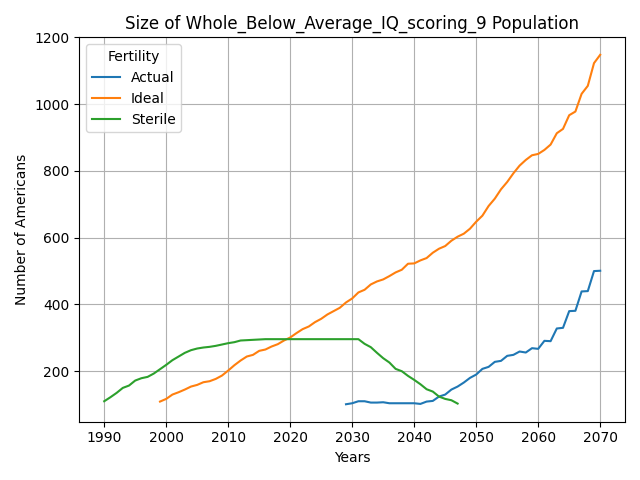 Size of Whole_Below_Average_IQ_scoring_9 Population
Number of Americans
1200
1000
800
600
400
200
Fertility
Actual
Ideal
Sterile
1990 2000 2010 2020 2030 2040 2050 2060 2070
Years